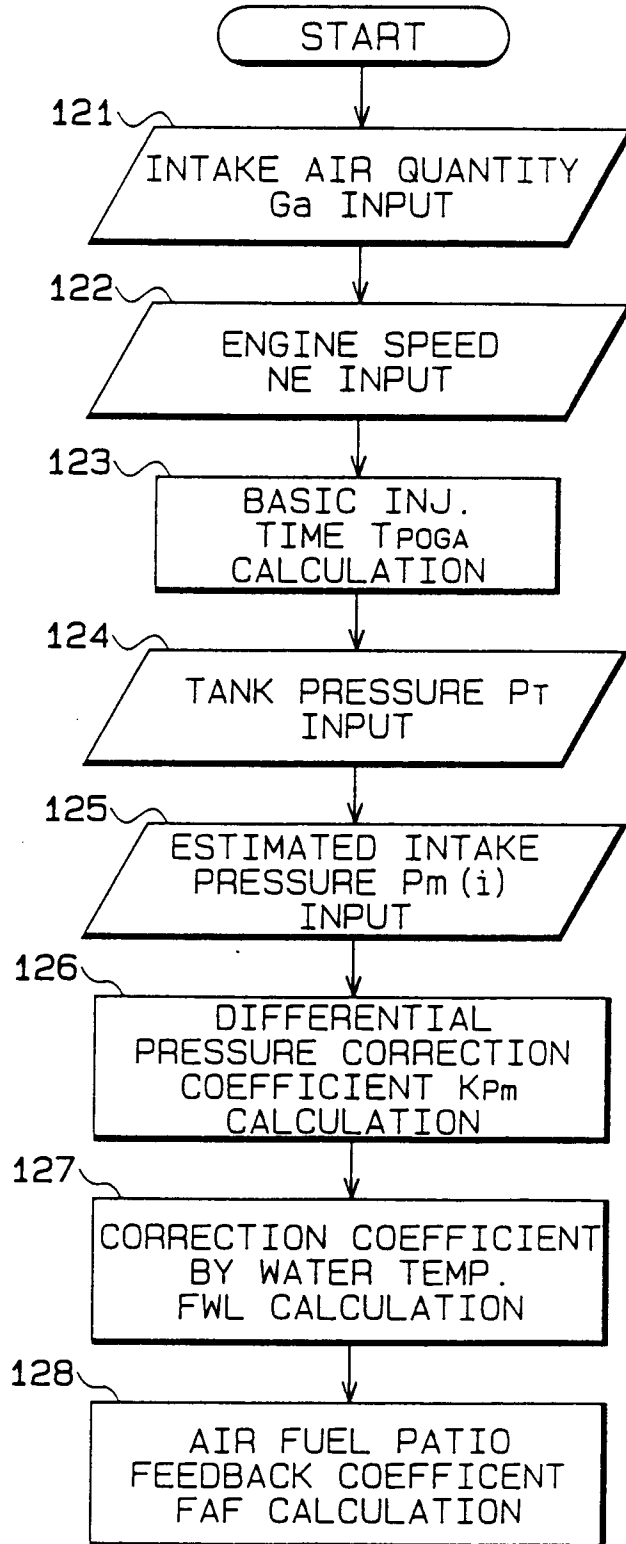 START
121
INTAKE AIR QUANTITY
Ga INPUT
122
ENGINE SPEED
NE INPUT
123
BASIC INJ.
TIME TPOGA
CALCULATION
124
TANK PRESSURE PT
INPUT
125
ESTIMATED INTAKE
PRESSURE Pm(i)
INPUT
126
DIFFERENTIAL
PRESSURE CORRECTION
COEFFICIENT KPm
CALCULATION
127
CORRECTION COEFFICIENT
BY WATER TEMP.
FWL CALCULATION
128
AIR FUEL PATIO
FEEDBACK COEFFICENT
FAF CALCULATION